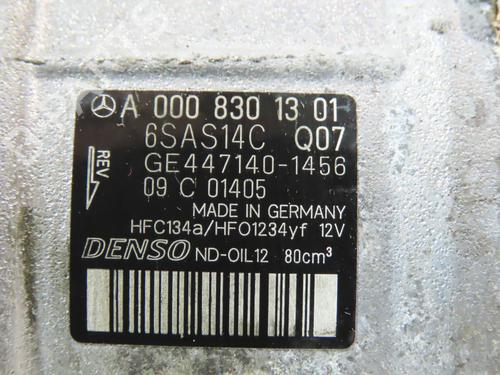 A 000 830 13 01
6SAS14C Q07
REV
GE447140-1456
09 C 01405
MADE IN GERMANY
HFC134a/HFO1234yf 12V
DENSO ND-OIL12 80cm³